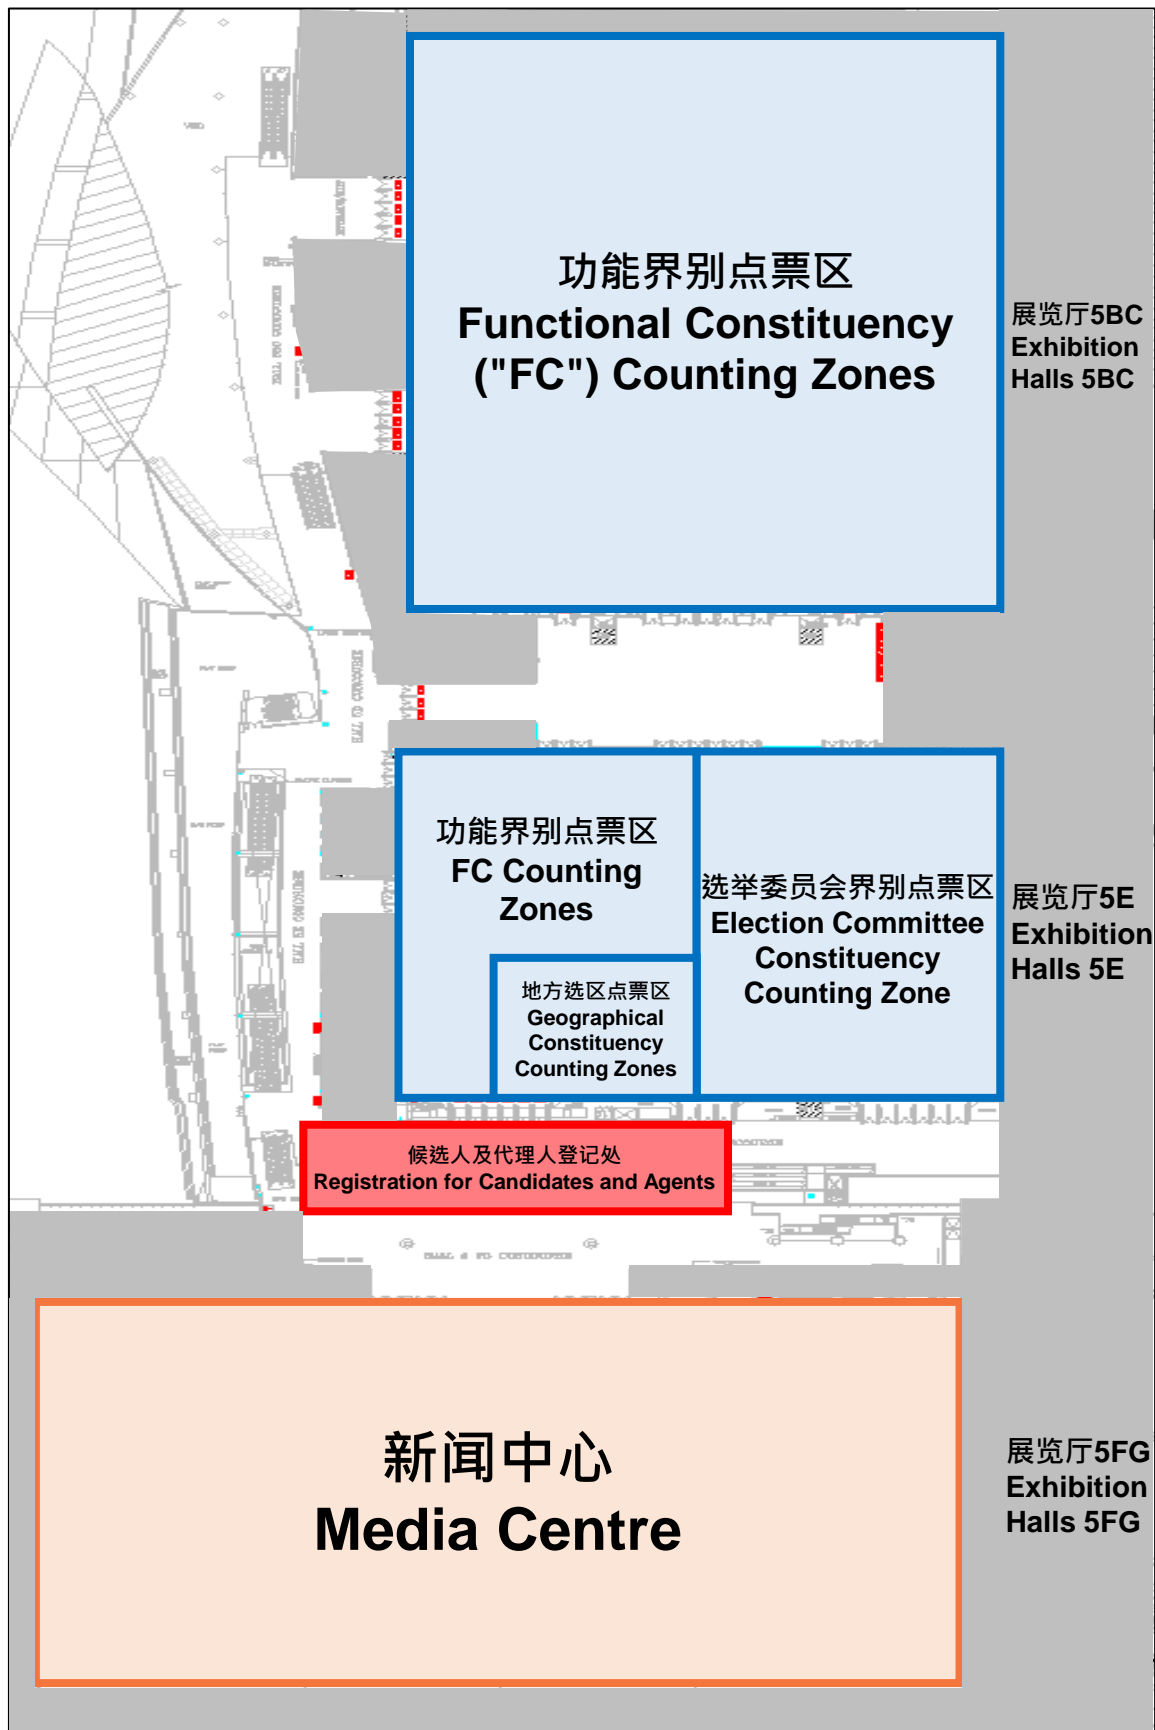 功能界别点票区
Functional Constituency
("FC") Counting Zones
展览厅5BC
Exhibition
Halls 5BC
功能界别点票区
FC Counting
Zones
选举委员会界别点票区
Election Committee
Constituency
Counting Zone
地方选区点票区
Geographical
Constituency
Counting Zones
展览厅5E
Exhibition
Halls 5E
候选人及代理人登记处
Registration for Candidates and Agents
新闻中心
Media Centre
展览厅5FG
Exhibition
Halls 5FG